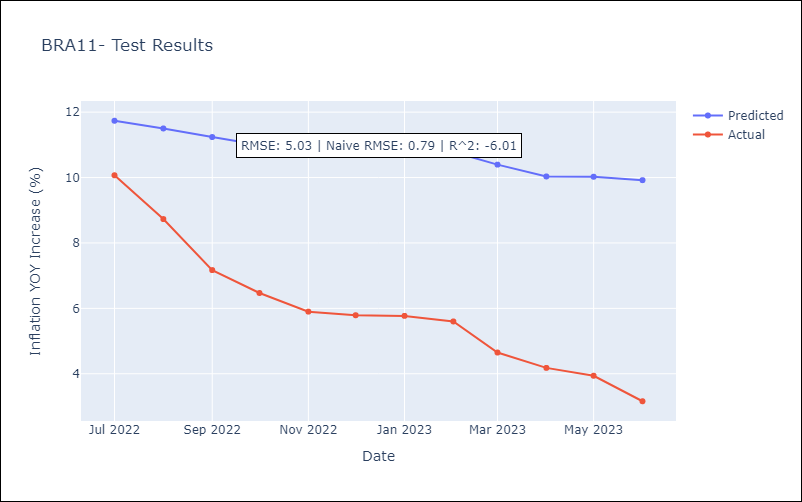 BRA11- Test Results
12
10
8
6
4
Inflation YOY Increase (%)
RMSE: 5.03 | Naive RMSE: 0.79 | R^2: -6.01
Predicted
Actual
Jul 2022
Sep 2022
Nov 2022
Jan 2023
Mar 2023
May 2023
Date